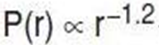 P(r) ∝ r⁻¹·²